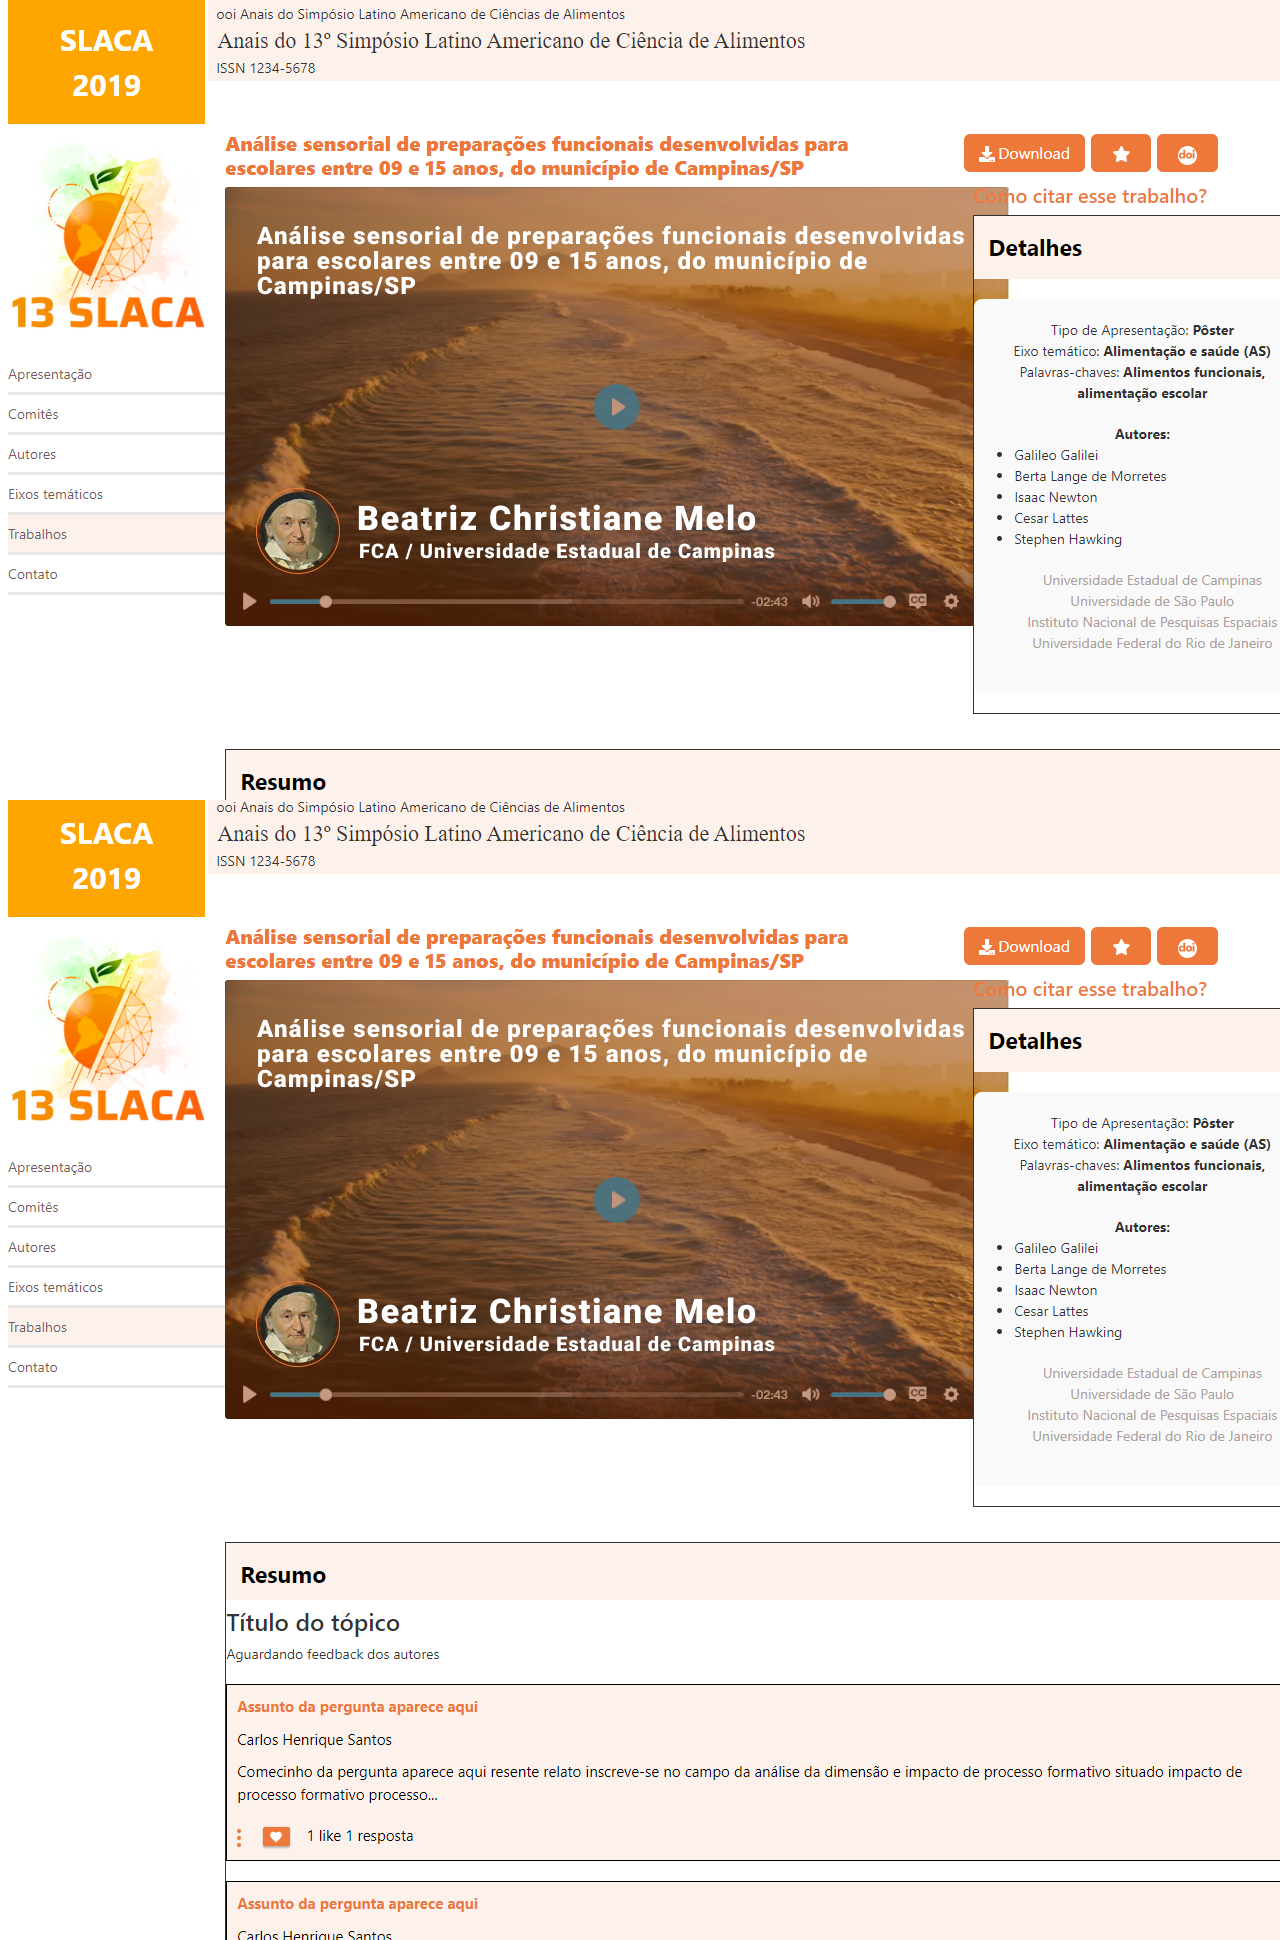 SLACA
2019
ooi Anais do Simpósio Latino Americano de Ciências de Alimentos
Anais do 13º Simpósio Latino Americano de Ciência de Alimentos
ISSN 1234-5678
13 SLACA
Apresentação
Comitês
Autores
Eixos temáticos
Trabalhos
Contato
Análise sensorial de preparações funcionais desenvolvidas para
escolares entre 09 e 15 anos, do município de Campinas/SP
Análise sensorial de preparações funcionais desenvolvidas
para escolares entre 09 e 15 anos, do município de
Campinas/SP
Beatriz Christiane Melo
FCA / Universidade Estadual de Campinas
-02:43
CC
Download
doi
Como citar esse trabalho?
Detalhes
Tipo de Apresentação: Pôster
Eixo temático: Alimentação e saúde (AS)
Palavras-chaves: Alimentos funcionais,
alimentação escolar
Autores:
Galileo Galilei
Berta Lange de Morretes
Isaac Newton
Cesar Lattes
Stephen Hawking
Universidade Estadual de Campinas
Universidade de São Paulo
Instituto Nacional de Pesquisas Espaciais
Universidade Federal do Rio de Janeiro
Resumo
SLACA
2019
ooi Anais do Simpósio Latino Americano de Ciências de Alimentos
Anais do 13º Simpósio Latino Americano de Ciência de Alimentos
ISSN 1234-5678
13 SLACA
Apresentação
Comitês
Autores
Eixos temáticos
Trabalhos
Contato
Análise sensorial de preparações funcionais desenvolvidas para
escolares entre 09 e 15 anos, do município de Campinas/SP
Análise sensorial de preparações funcionais desenvolvidas
para escolares entre 09 e 15 anos, do município de
Campinas/SP
Beatriz Christiane Melo
FCA / Universidade Estadual de Campinas
-02:43
CC
Download
doi
Como citar esse trabalho?
Detalhes
Tipo de Apresentação: Pôster
Eixo temático: Alimentação e saúde (AS)
Palavras-chaves: Alimentos funcionais,
alimentação escolar
Autores:
Galileo Galilei
Berta Lange de Morretes
Isaac Newton
Cesar Lattes
Stephen Hawking
Universidade Estadual de Campinas
Universidade de São Paulo
Instituto Nacional de Pesquisas Espaciais
Universidade Federal do Rio de Janeiro
Resumo
Título do tópico
Aguardando feedback dos autores
Assunto da pergunta aparece aqui
Carlos Henrique Santos
Comecinho da pergunta aparece aqui resente relato inscreve-se no campo da análise da dimensão e impacto de processo formativo situado impacto de
processo formativo processo...
1 like 1 resposta
Assunto da pergunta aparece aqui
Carlos Henrique Santos